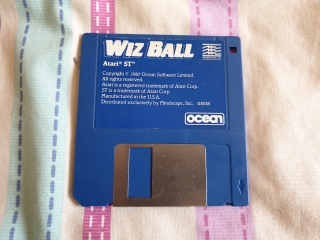 WIZ BALL
Atari® ST™
Copyright © 1987 Ocean Software Limited.
All rights reserved.
Atari is a registered trademark of Atari Corp.
ST is a trademark of Atari Corp.
Manufactured in the U.S.A.
Distributed exclusively by Mindscape, Inc.
ocean